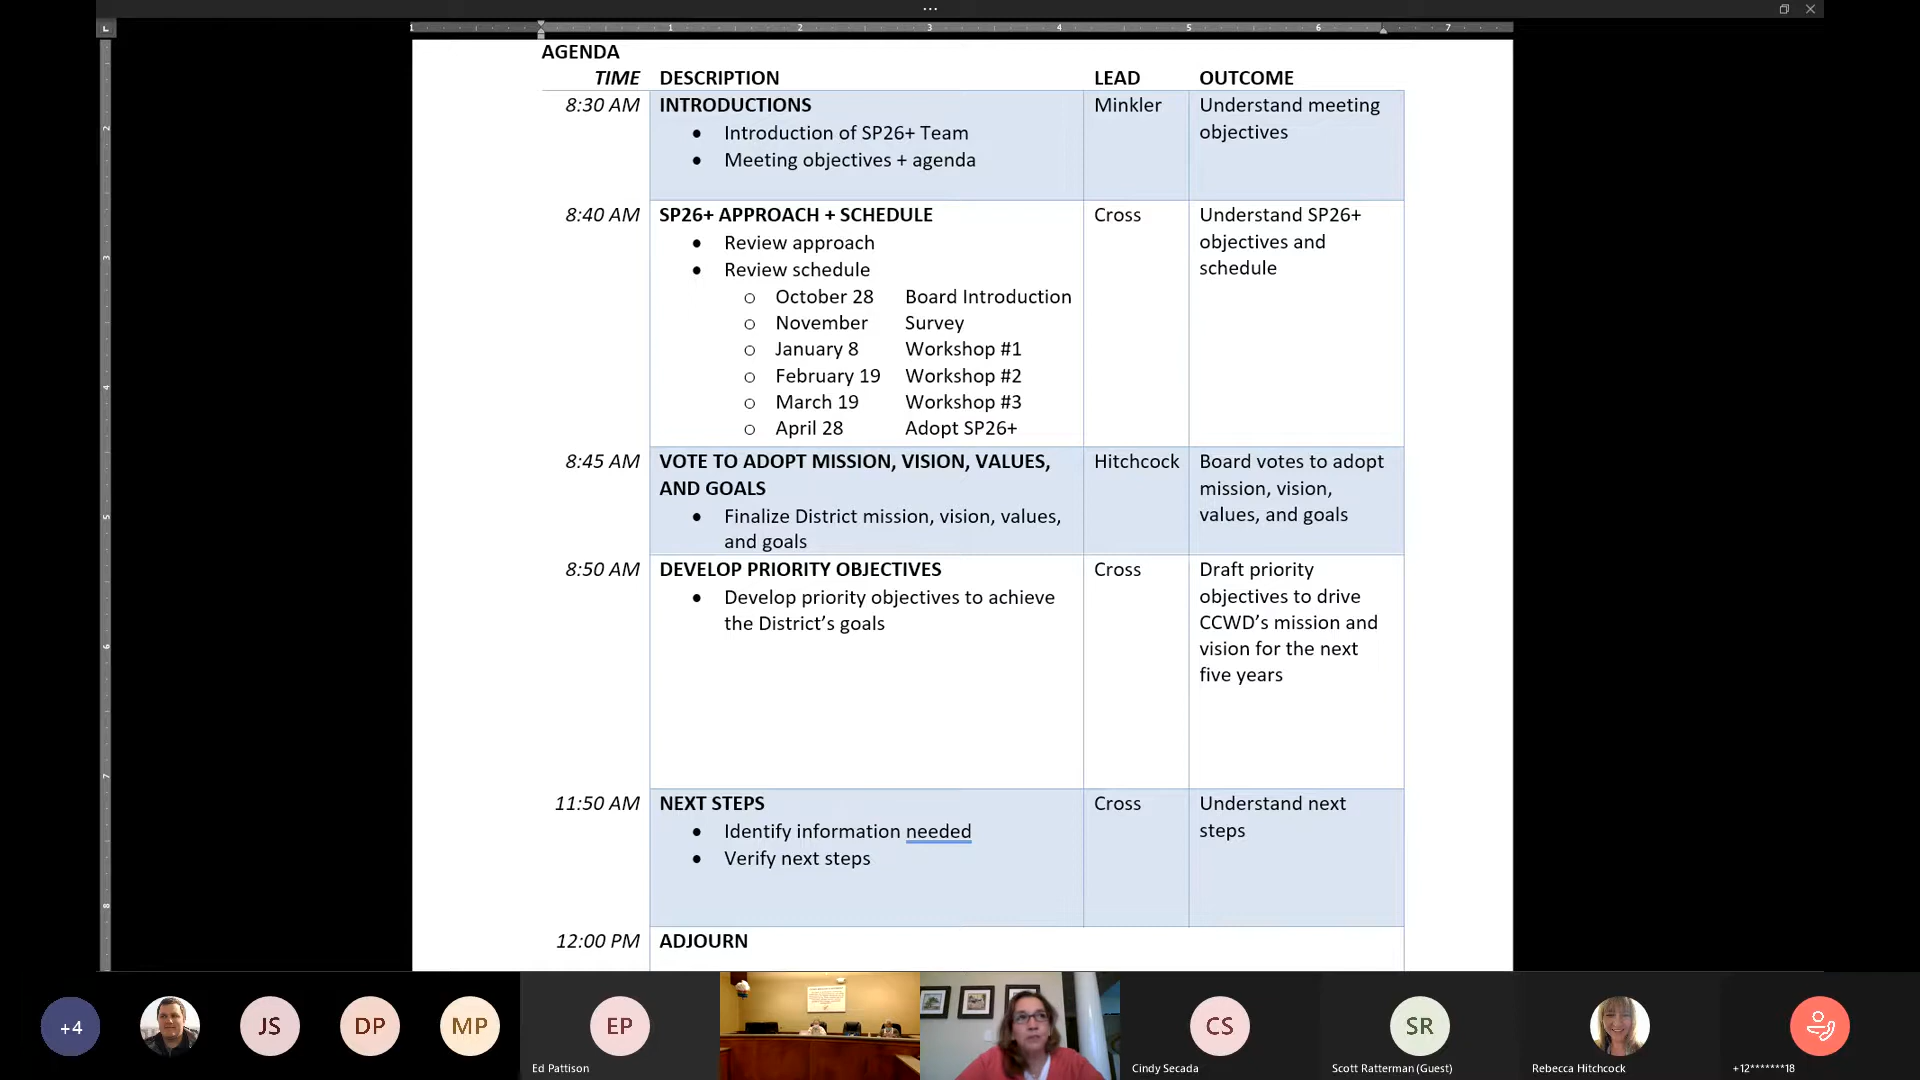 AGENDA
TIME DESCRIPTION LEAD OUTCOME
8:30 AM INTRODUCTIONS Minkler Understand meeting
objectives
• Introduction of SP26+ Team
• Meeting objectives + agenda
8:40 AM SP26+ APPROACH + SCHEDULE Cross Understand SP26+
• Review approach objectives and
• Review schedule schedule
o October 28 Board Introduction
o November Survey
o January 8 Workshop #1
o February 19 Workshop #2
o March 19 Workshop #3
o April 28 Adopt SP26+
8:45 AM VOTE TO ADOPT MISSION, VISION, VALUES, Hitchcock Board votes to adopt
AND GOALS mission, vision,
• Finalize District mission, vision, values, values, and goals
and goals
8:50 AM DEVELOP PRIORITY OBJECTIVES Cross Draft priority
• Develop priority objectives to achieve objectives to drive
the District's goals CCWD's mission and
vision for the next
five years
11:50 AM NEXT STEPS Cross Understand next
• Identify information needed steps
• Verify next steps
12:00 PM ADJOURN
+4 JS DP MP EP CS SR
Ed Pattison Cindy Secada Scott Ratterman (Guest) Rebecca Hitchcock +12*******18